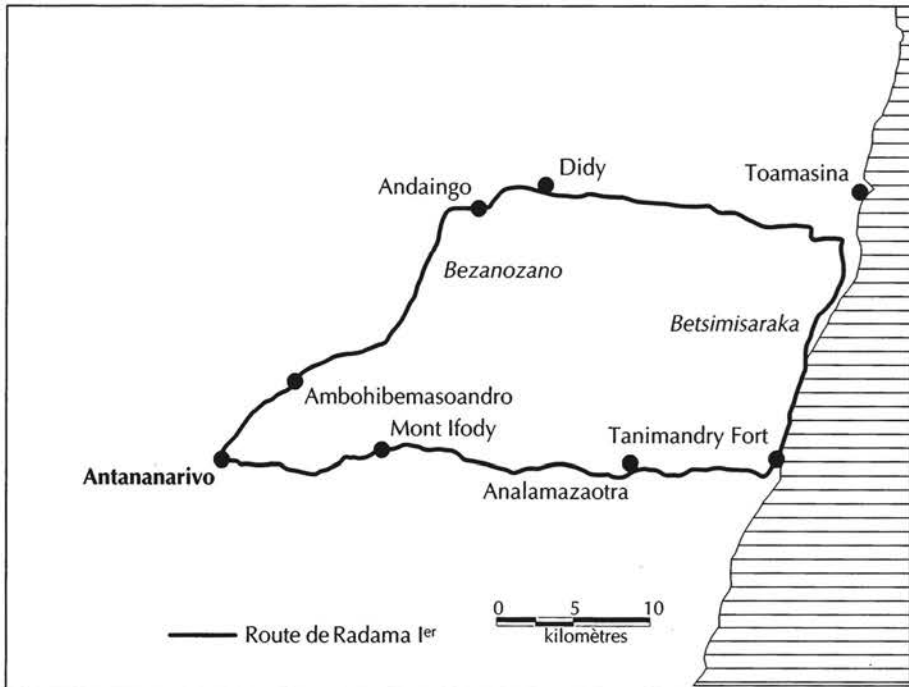 Didy
Toamasina
Andaingo
Bezanozano
Betsimisaraka
Ambohibemasoandro
Mont Ifody
Tanimandry Fort
Antananarivo
Analamazaotra
0 5 10
kilomètres
Route de Radama Iᵉʳ